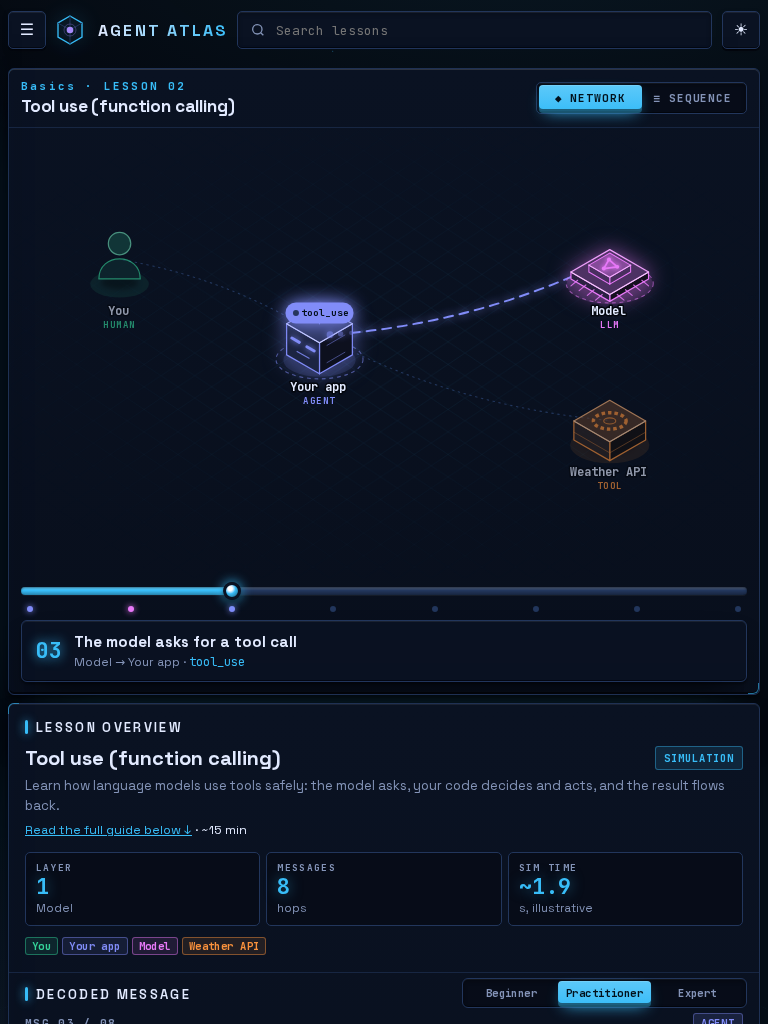 ☰ AGENT ATLAS Search lessons ☀
Basics · LESSON 02
Tool use (function calling)
◆ NETWORK ≡ SEQUENCE
You
HUMAN
tool_use
Your app
AGENT
Model
LLM
Weather API
TOOL
03 The model asks for a tool call
Model → Your app · tool_use
LESSON OVERVIEW
Tool use (function calling)
SIMULATION
Learn how language models use tools safely: the model asks, your code decides and acts, and the result flows
back.
Read the full guide below ↓ · ~15 min
LAYER
1
Model
MESSAGES
8
hops
SIM TIME
~1.9
s, illustrative
You Your app Model Weather API
DECODED MESSAGE
Beginner Practitioner Expert
MSG 03 / 08
AGENT